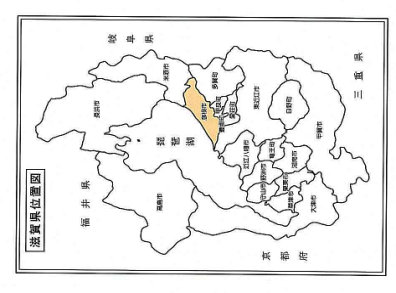 滋賀県位置図
福井県
岐阜県
長浜市
米原市
高島市
琵琶湖
彦根市
多賀町
甲良町
豊郷町
愛荘町
東近江市
近江八幡市
日野町
竜王町
野洲市
守山市
湖南市
栗東市
草津市
甲賀市
大津市
三重県
京都府